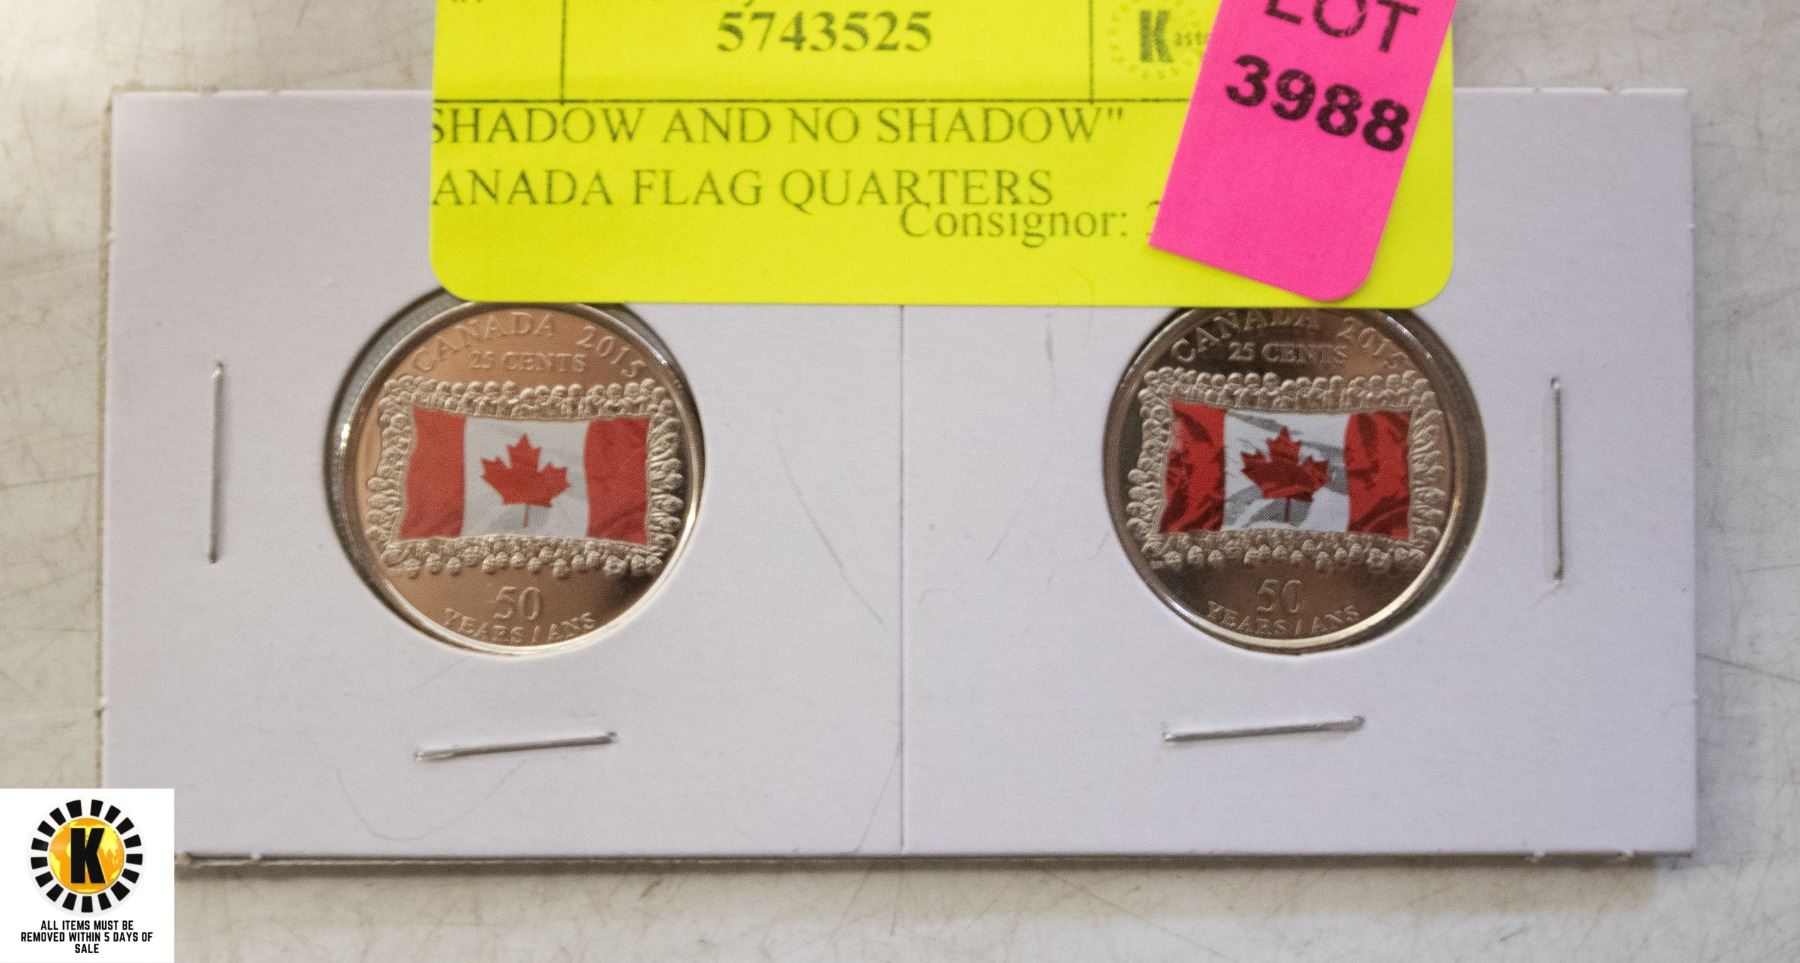 5743525
LOT
3988
SHADOW AND NO SHADOW"
ANADA FLAG QUARTERS
Consignor:
CANADA 2015
25 CENTS
50
YEARS / ANS
CANADA 2015
25 CENTS
50
YEARS / ANS
K
ALL ITEMS MUST BE
REMOVED WITHIN 5 DAYS OF
SALE